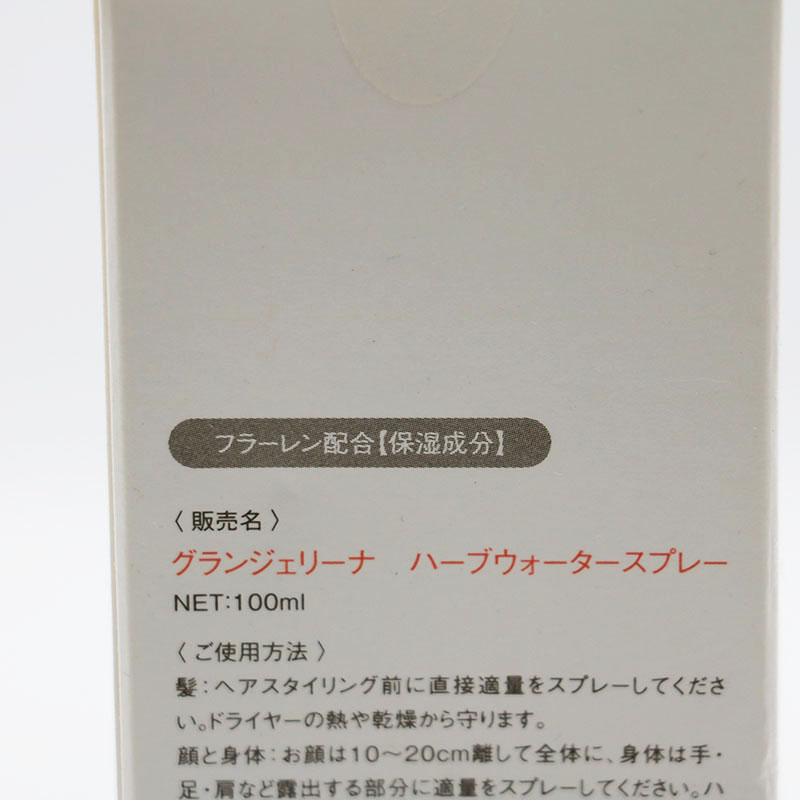 フラーレン配合【保湿成分】
〈 販売名 〉
グランジェリーナ　ハーブウォータースプレー
NET:100ml
〈 ご使用方法 〉
髪：ヘアスタイリング前に直接適量をスプレーしてくださ
い。ドライヤーの熱や乾燥から守ります。
顔と身体：お顔は10〜20cm離して全体に、身体は手・
足・肩など露出する部分に適量をスプレーしてください。ハ